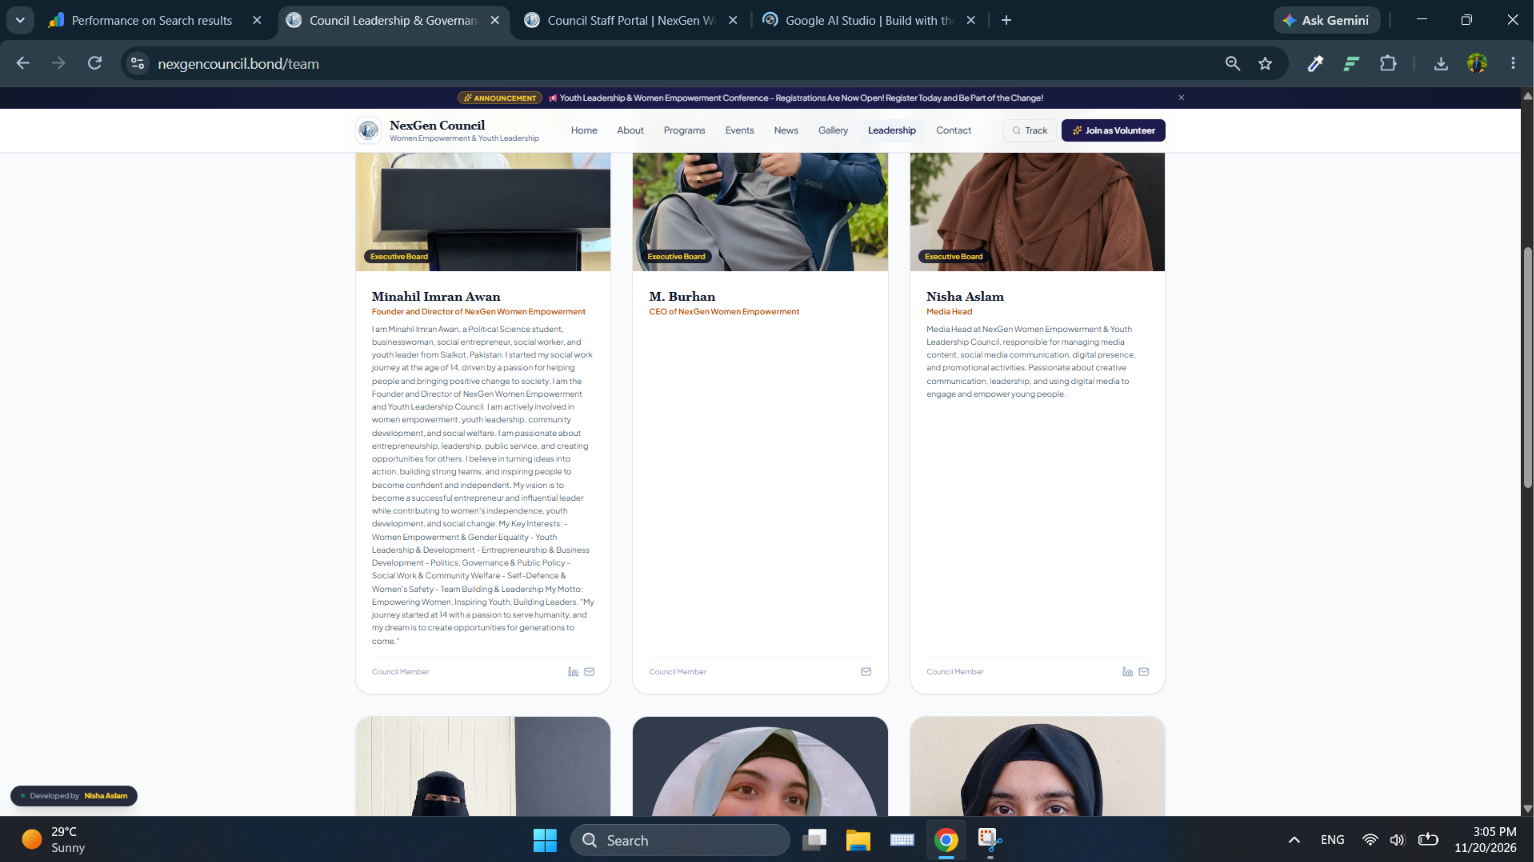 Performance on Search results
Council Leadership & Governan
Council Staff Portal | NexGen W
Google AI Studio | Build with the
Ask Gemini
nexgencouncil.bond/team
ANNOUNCEMENT
Youth Leadership & Women Empowerment Conference – Registrations Are Now Open! Register Today and Be Part of the Change!
NexGen Council
Women Empowerment & Youth Leadership
Home
About
Programs
Events
News
Gallery
Leadership
Contact
Track
Join as Volunteer
Executive Board
Executive Board
Executive Board
Minahil Imran Awan
Founder and Director of NexGen Women Empowerment
I am Minahil Imran Awan, a Political Science student,
businesswoman, social entrepreneur, social worker, and
youth leader from Sialkot, Pakistan. I started my social work
journey at the age of 14, driven by a passion for helping
people and bringing positive change to society. I am the
Founder and Director of NexGen Women Empowerment
and Youth Leadership Council. I am actively involved in
women empowerment, youth leadership, community
development, and social welfare. I am passionate about
entrepreneurship, leadership, public service, and creating
opportunities for others. I believe in turning ideas into
action, building strong teams, and inspiring people to
become confident and independent. My vision is to
become a successful entrepreneur and influential leader
while contributing to women's independence, youth
development, and social change. My Key Interests: -
Women Empowerment & Gender Equality - Youth
Leadership & Development - Entrepreneurship & Business
Development - Politics, Governance & Public Policy -
Social Work & Community Welfare - Self-Defence &
Women's Safety - Team Building & Leadership My Motto:
Empowering Women, Inspiring Youth, Building Leaders. "My
journey started at 14 with a passion to serve humanity, and
my dream is to create opportunities for generations to
come."
Council Member
M. Burhan
CEO of NexGen Women Empowerment
Council Member
Nisha Aslam
Media Head
Media Head at NexGen Women Empowerment & Youth
Leadership Council, responsible for managing media
content, social media communication, digital presence,
and promotional activities. Passionate about creative
communication, leadership, and using digital media to
engage and empower young people.
Council Member
Developed by Nisha Aslam
29°C
Sunny
Search
ENG
3:05 PM
11/20/2026